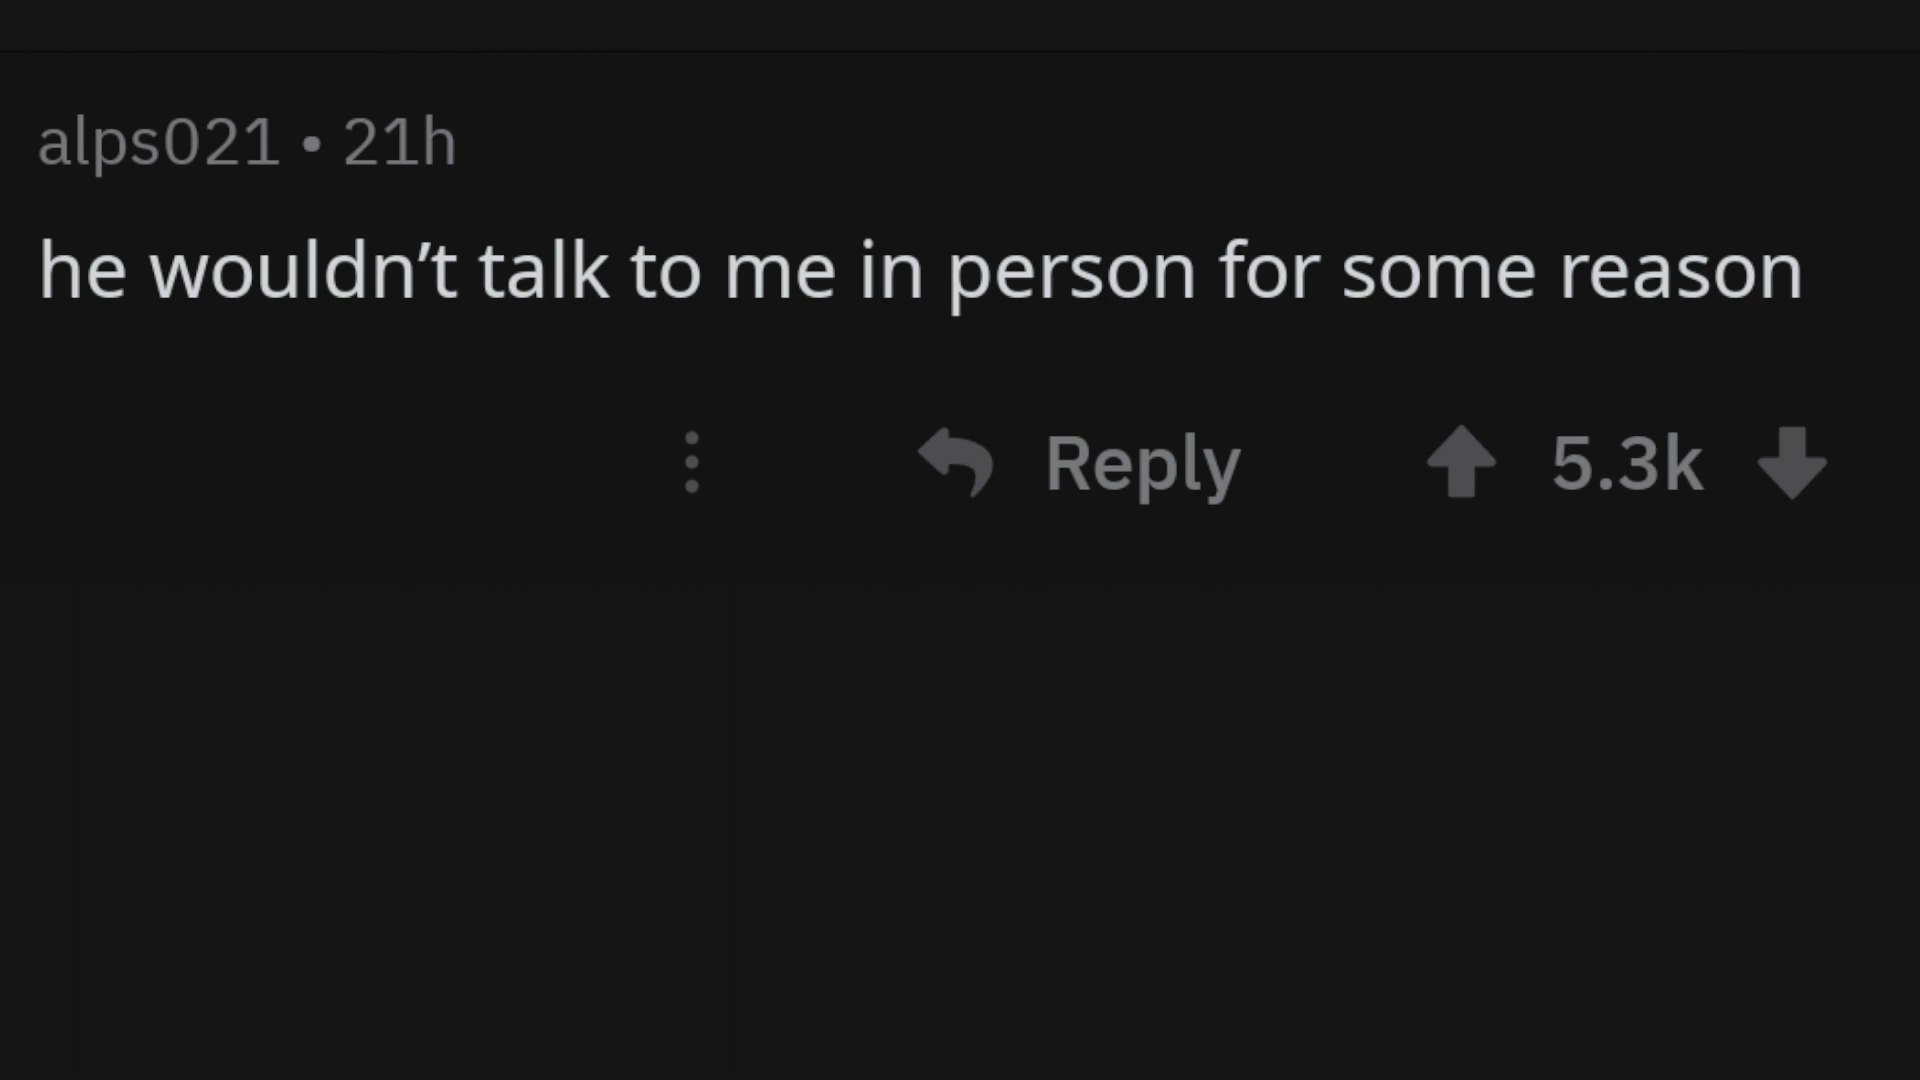 alps021 • 21h
he wouldn’t talk to me in person for some reason
Reply 5.3k